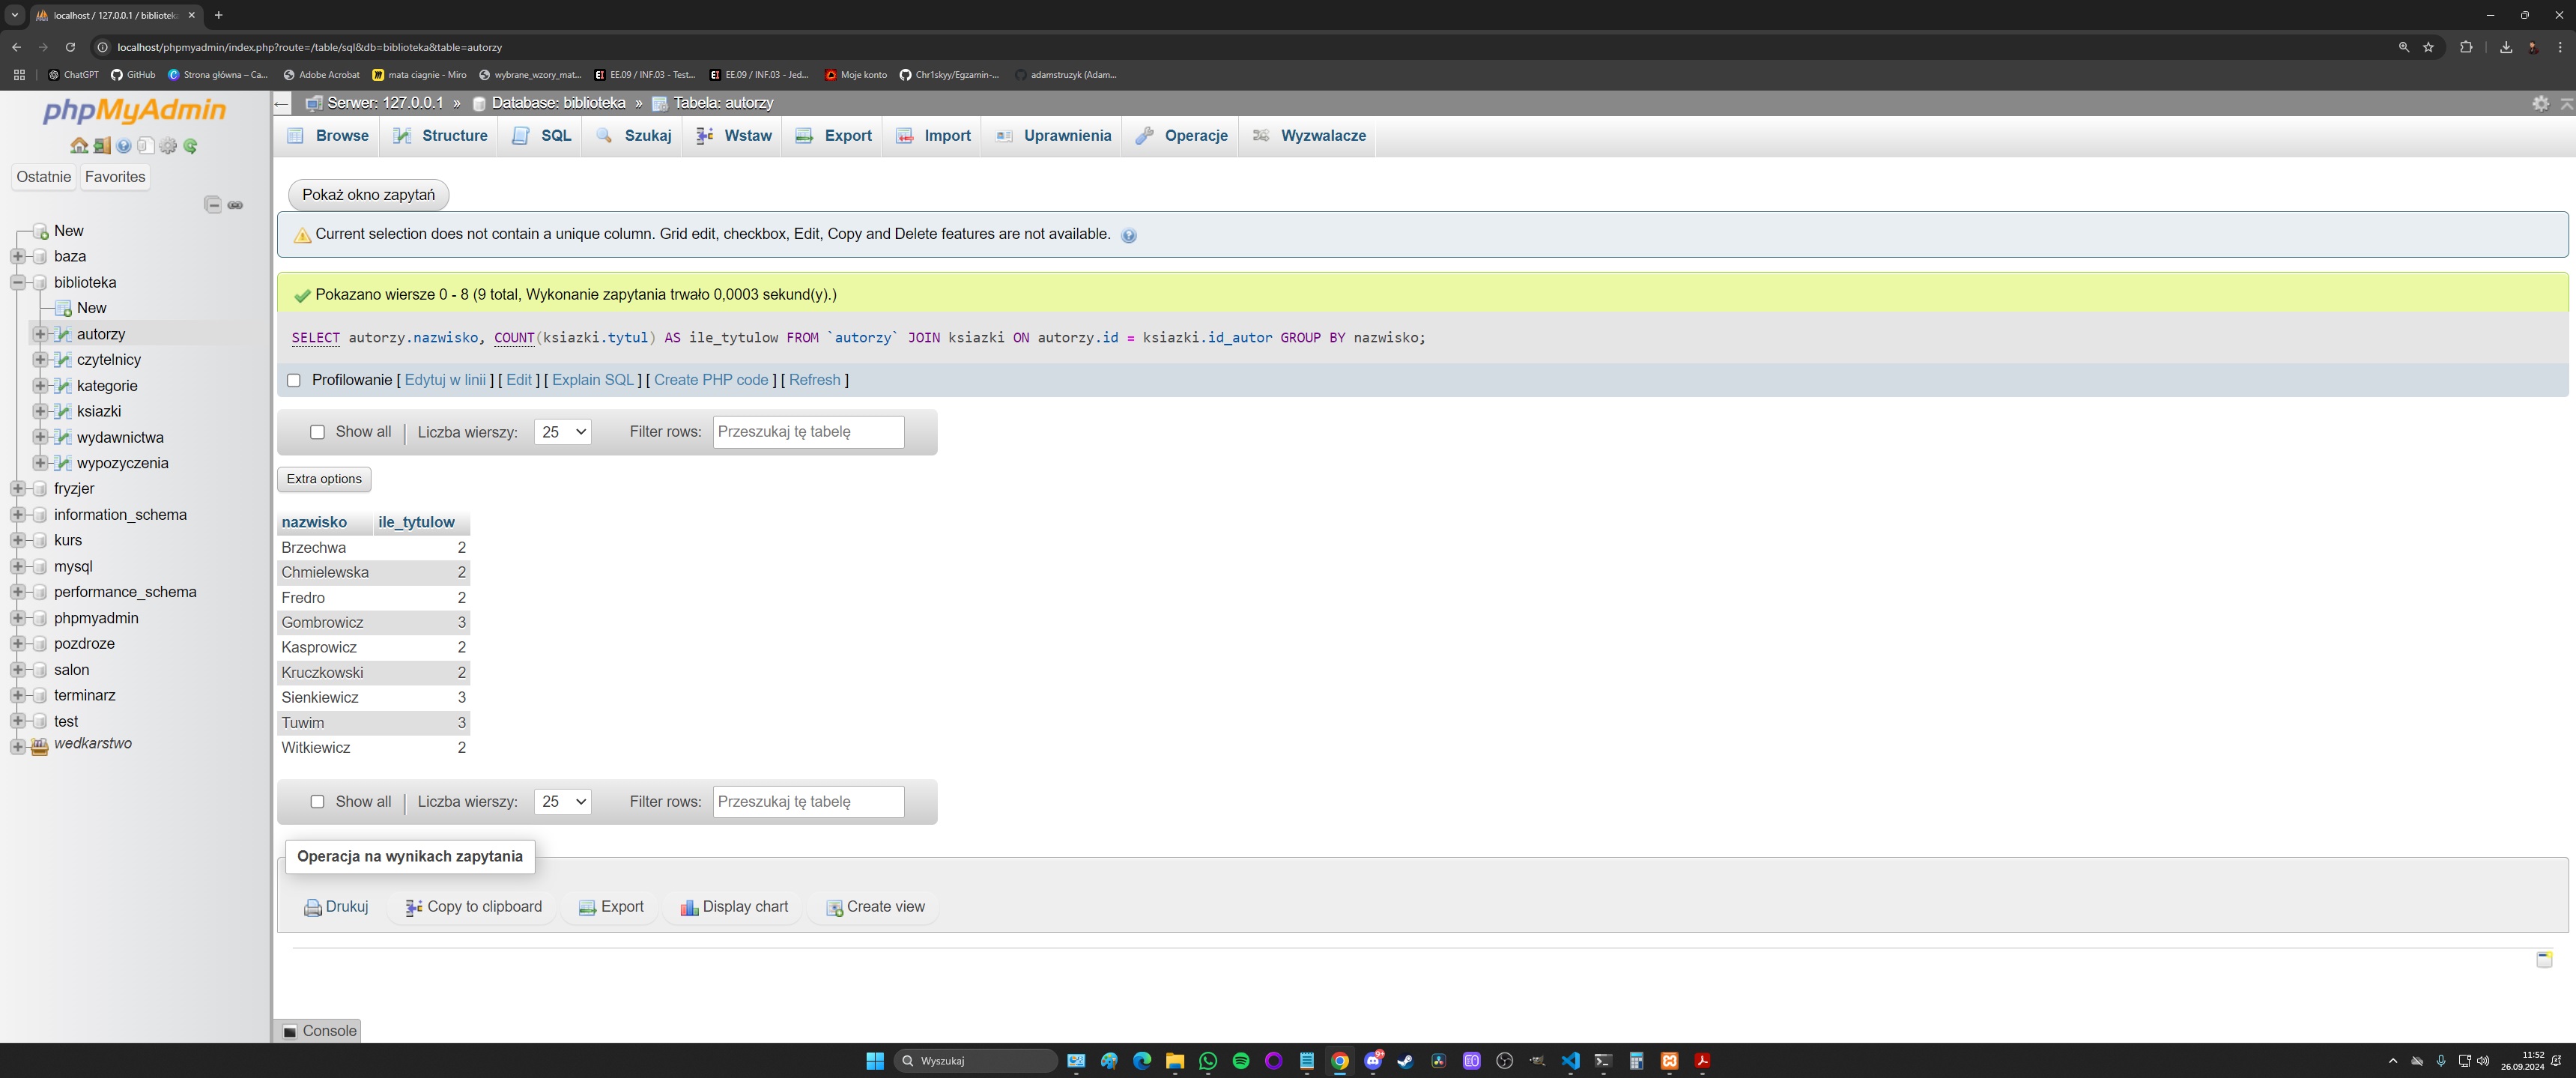 localhost / 127.0.0.1 / bibliotek
localhost/phpmyadmin/index.php?route=/table/sql&db=biblioteka&table=autorzy
ChatGPT GitHub Strona główna – Ca... Adobe Acrobat mata ciagnie - Miro wybrane_wzory_mat... EE.09 / INF.03 - Test... EE.09 / INF.03 - Jed... Moje konto Chr1skyy/Egzamin-... adamstruzyk (Adam...
phpMyAdmin
Ostatnie Favorites
New
baza
biblioteka
New
autorzy
czytelnicy
kategorie
ksiazki
wydawnictwa
wypozyczenia
fryzjer
information_schema
kurs
mysql
performance_schema
phpmyadmin
pozdroze
salon
terminarz
test
wedkarstwo
Serwer: 127.0.0.1 » Database: biblioteka » Tabela: autorzy
Browse Structure SQL Szukaj Wstaw Export Import Uprawnienia Operacje Wyzwalacze
Pokaż okno zapytań
Current selection does not contain a unique column. Grid edit, checkbox, Edit, Copy and Delete features are not available.
Pokazano wiersze 0 - 8 (9 total, Wykonanie zapytania trwało 0,0003 sekund(y).)
SELECT autorzy.nazwisko, COUNT(ksiazki.tytul) AS ile_tytulow FROM `autorzy` JOIN ksiazki ON autorzy.id = ksiazki.id_autor GROUP BY nazwisko;
Profilowanie [ Edytuj w linii ] [ Edit ] [ Explain SQL ] [ Create PHP code ] [ Refresh ]
Show all | Liczba wierszy: 25 Filter rows: Przeszukaj tę tabelę
Extra options
nazwisko ile_tytulow
Brzechwa 2
Chmielewska 2
Fredro 2
Gombrowicz 3
Kasprowicz 2
Kruczkowski 2
Sienkiewicz 3
Tuwim 3
Witkiewicz 2
Show all | Liczba wierszy: 25 Filter rows: Przeszukaj tę tabelę
Operacja na wynikach zapytania
Drukuj Copy to clipboard Export Display chart Create view
Console
Wyszukaj
11:52
26.09.2024